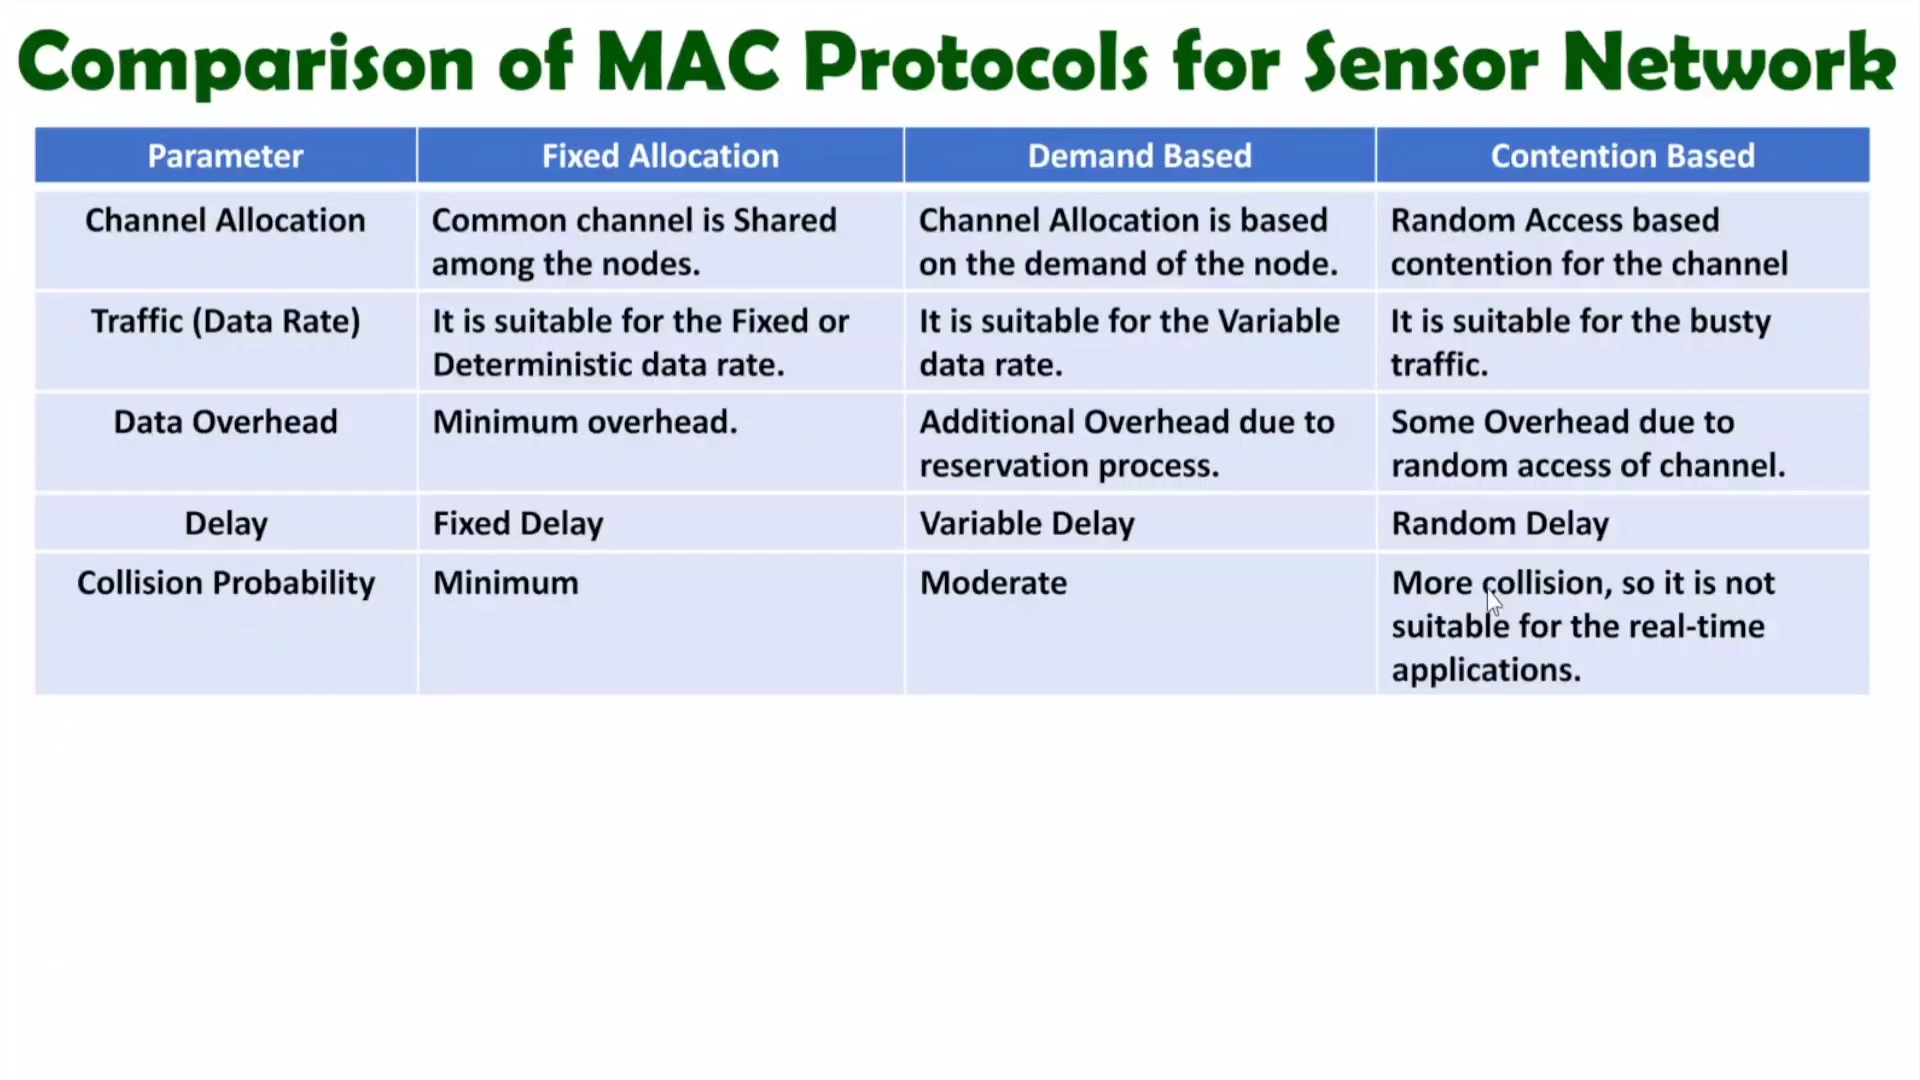 Comparison of MAC Protocols for Sensor Network
Parameter
Fixed Allocation
Demand Based
Contention Based
Channel Allocation
Common channel is Shared
among the nodes.
Channel Allocation is based
on the demand of the node.
Random Access based
contention for the channel
Traffic (Data Rate)
It is suitable for the Fixed or
Deterministic data rate.
It is suitable for the Variable
data rate.
It is suitable for the busty
traffic.
Data Overhead
Minimum overhead.
Additional Overhead due to
reservation process.
Some Overhead due to
random access of channel.
Delay
Fixed Delay
Variable Delay
Random Delay
Collision Probability
Minimum
Moderate
More collision, so it is not
suitable for the real-time
applications.